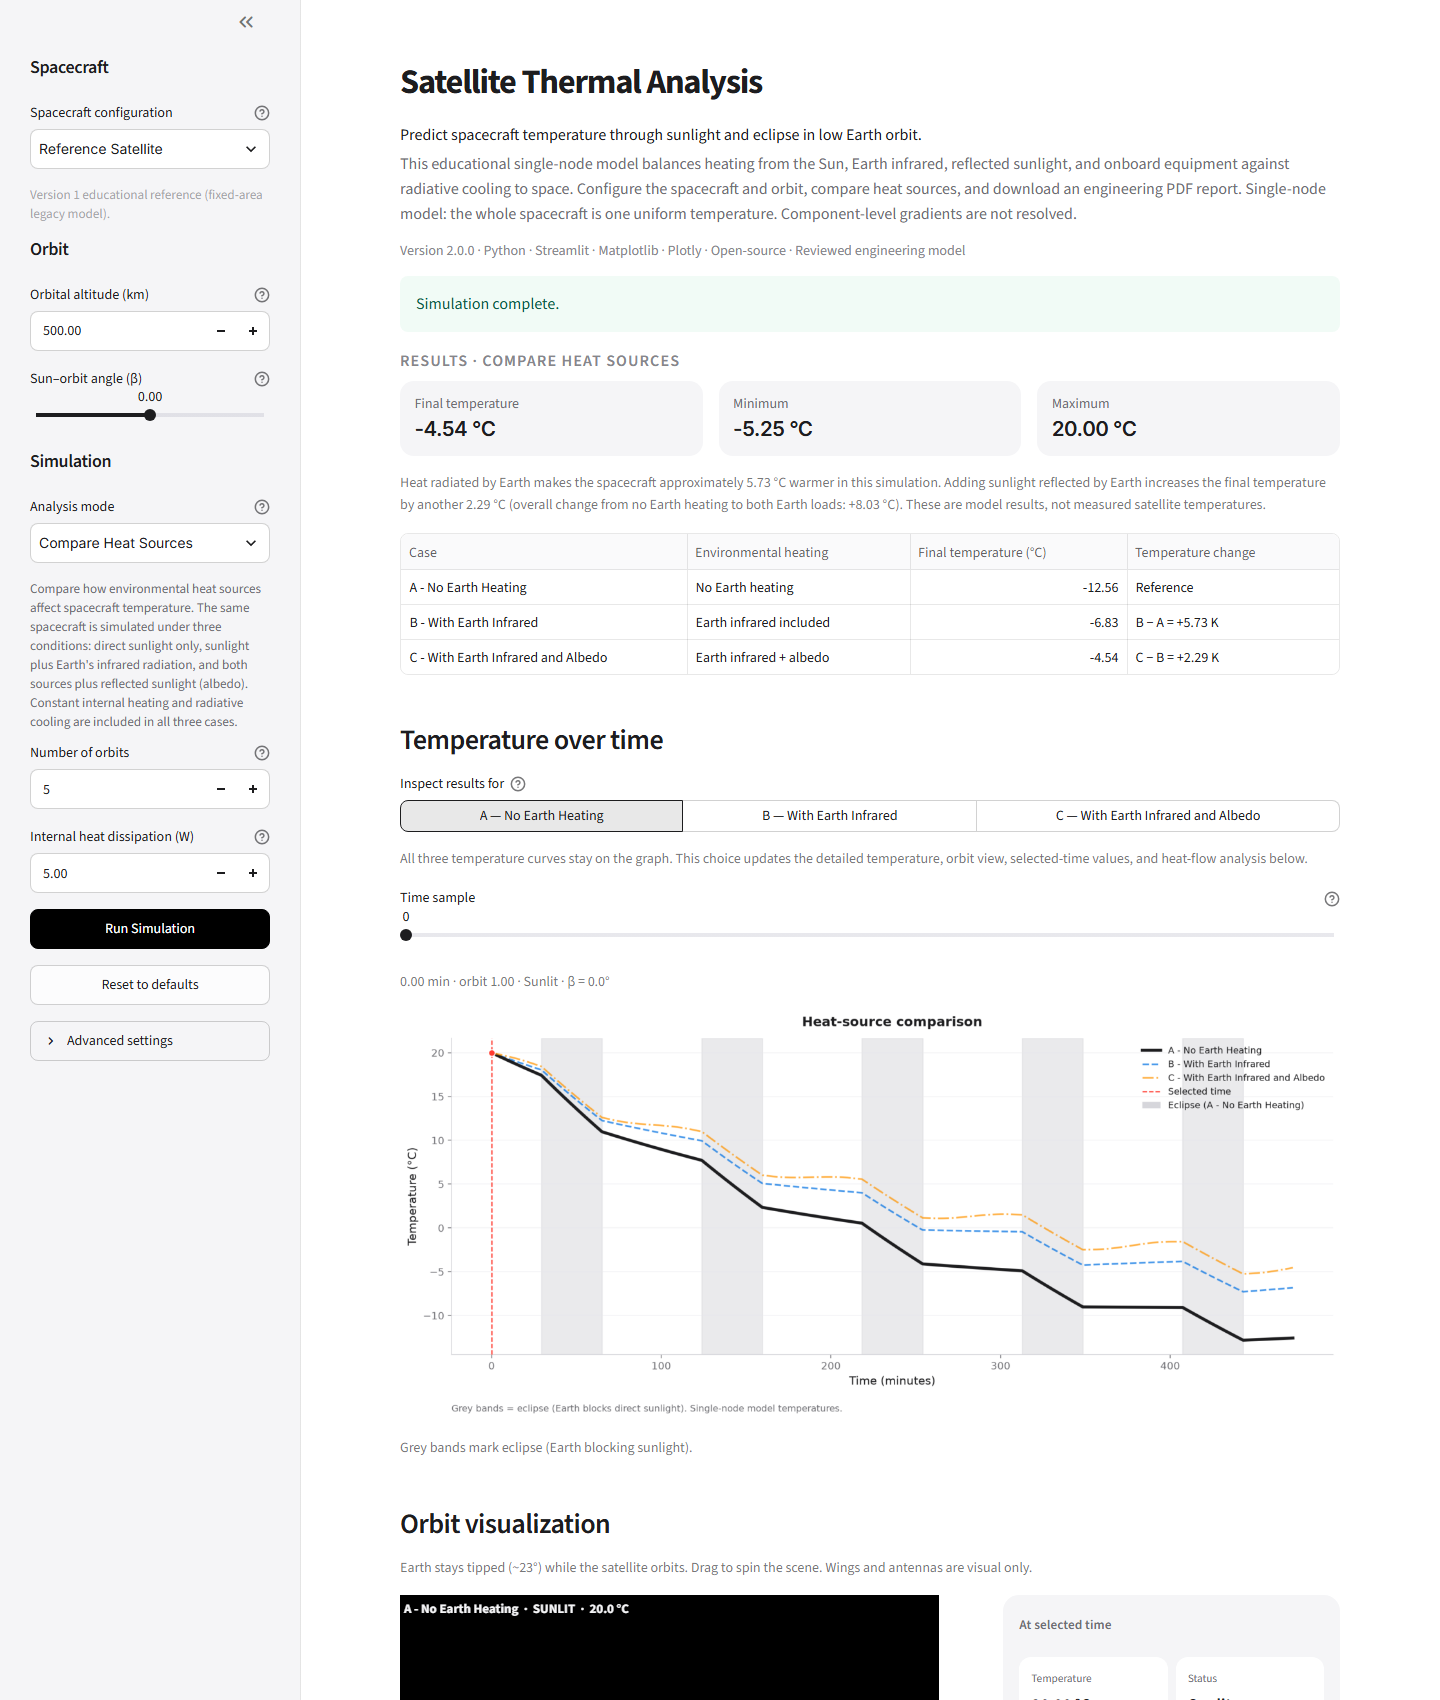 Spacecraft
Spacecraft configuration
Reference Satellite
Version 1 educational reference (fixed-area
legacy model).
Orbit
Orbital altitude (km)
500.00
Sun–orbit angle (β)
0.00
Simulation
Analysis mode
Compare Heat Sources
Compare how environmental heat sources
affect spacecraft temperature. The same
spacecraft is simulated under three
conditions: direct sunlight only, sunlight
plus Earth's infrared radiation, and both
sources plus reflected sunlight (albedo).
Constant internal heating and radiative
cooling are included in all three cases.
Number of orbits
5
Internal heat dissipation (W)
5.00
Run Simulation
Reset to defaults
Advanced settings
Satellite Thermal Analysis
Predict spacecraft temperature through sunlight and eclipse in low Earth orbit.
This educational single-node model balances heating from the Sun, Earth infrared, reflected sunlight, and onboard equipment against
radiative cooling to space. Configure the spacecraft and orbit, compare heat sources, and download an engineering PDF report. Single-node
model: the whole spacecraft is one uniform temperature. Component-level gradients are not resolved.
Version 2.0.0 · Python · Streamlit · Matplotlib · Plotly · Open-source · Reviewed engineering model
Simulation complete.
RESULTS · COMPARE HEAT SOURCES
Final temperature Minimum Maximum
-4.54 °C -5.25 °C 20.00 °C
Heat radiated by Earth makes the spacecraft approximately 5.73 °C warmer in this simulation. Adding sunlight reflected by Earth increases the final temperature
by another 2.29 °C (overall change from no Earth heating to both Earth loads: +8.03 °C). These are model results, not measured satellite temperatures.
Case Environmental heating Final temperature (°C) Temperature change
A - No Earth Heating No Earth heating -12.56 Reference
B - With Earth Infrared Earth infrared included -6.83 B − A = +5.73 K
C - With Earth Infrared and Albedo Earth infrared + albedo -4.54 C − B = +2.29 K
Temperature over time
Inspect results for
A — No Earth Heating B — With Earth Infrared C — With Earth Infrared and Albedo
All three temperature curves stay on the graph. This choice updates the detailed temperature, orbit view, selected-time values, and heat-flow analysis below.
Time sample
0
0.00 min · orbit 1.00 · Sunlit · β = 0.0°
Heat-source comparison
A - No Earth Heating
B - With Earth Infrared
C - With Earth Infrared and Albedo
Selected time
Eclipse (A - No Earth Heating)
Temperature (°C)
20
15
10
5
0
−5
−10
0 100 200 300 400
Time (minutes)
Grey bands = eclipse (Earth blocks direct sunlight). Single-node model temperatures.
Grey bands mark eclipse (Earth blocking sunlight).
Orbit visualization
Earth stays tipped (~23°) while the satellite orbits. Drag to spin the scene. Wings and antennas are visual only.
A - No Earth Heating · SUNLIT · 20.0 °C
At selected time
Temperature Status